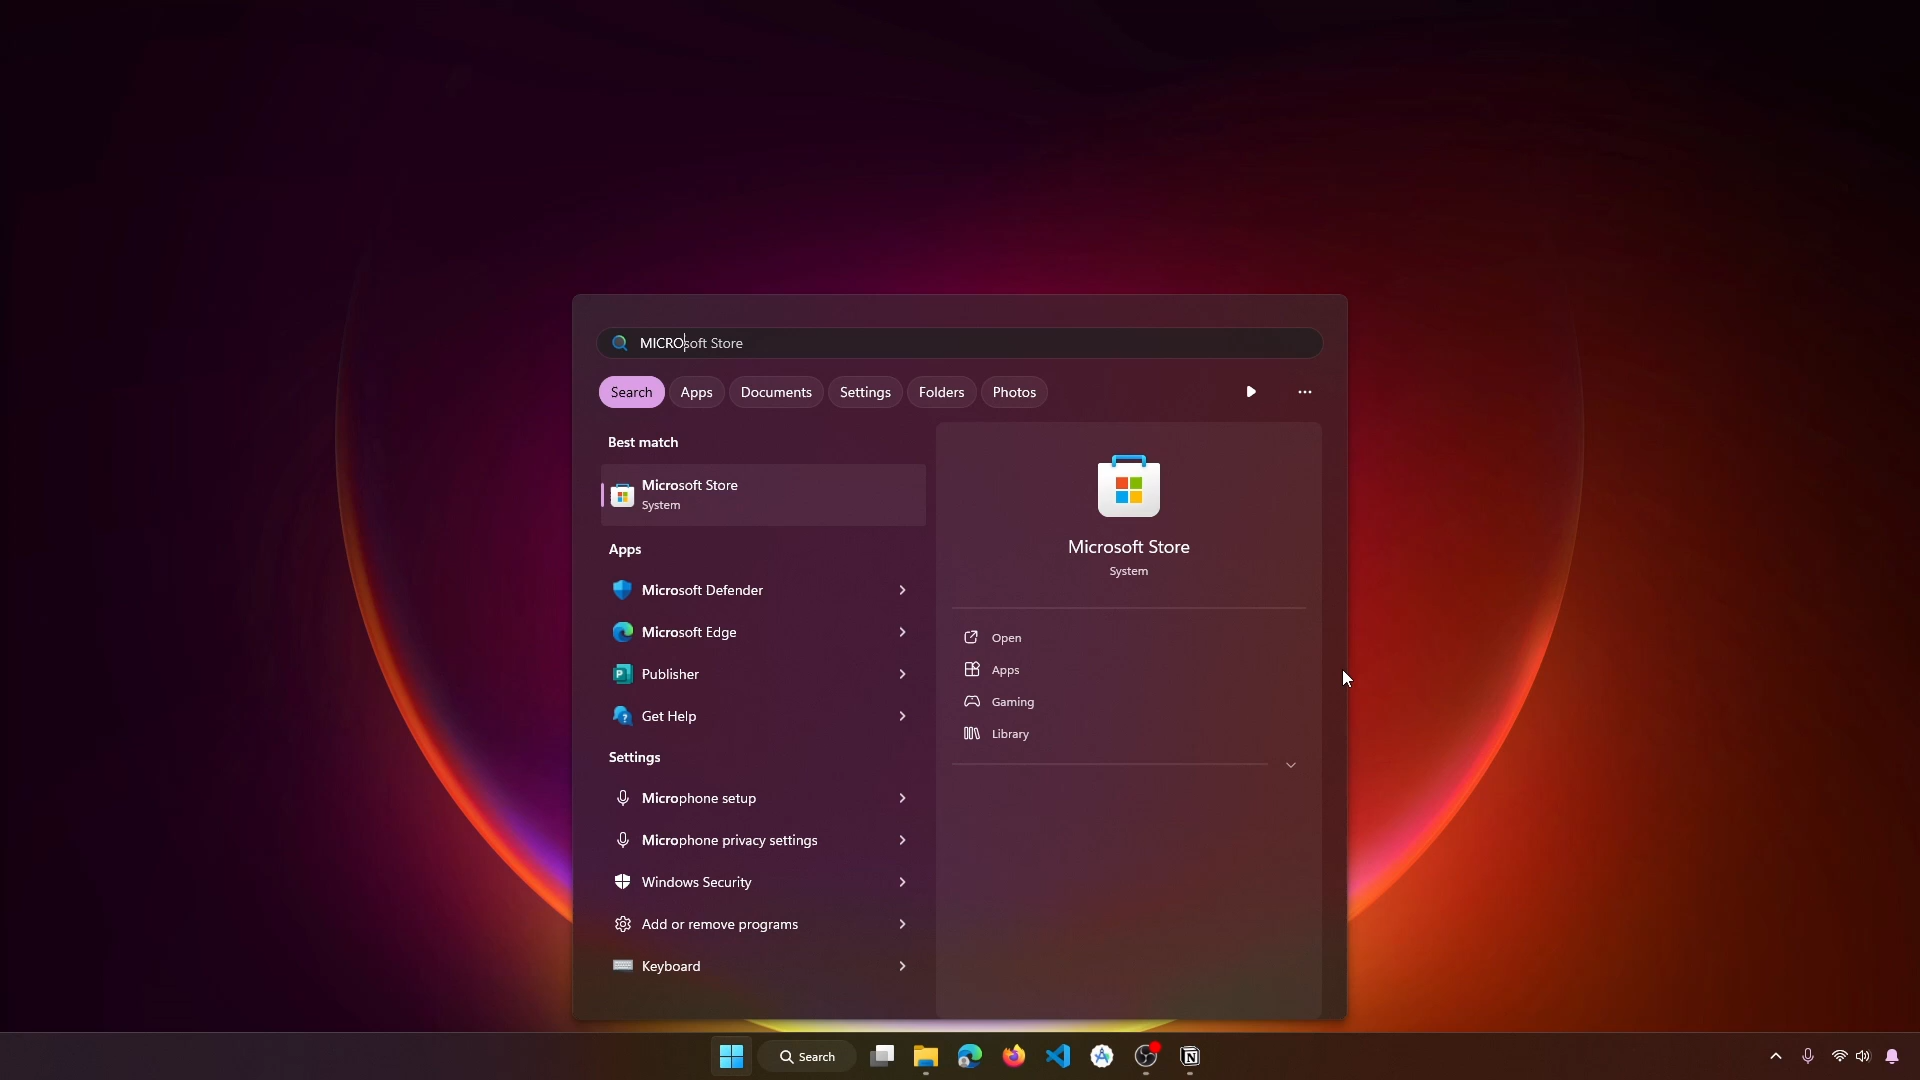 MICROsoft Store
Search Apps Documents Settings Folders Photos
Best match
Microsoft Store
System
Apps
Microsoft Defender
Microsoft Edge
Publisher
Get Help
Settings
Microphone setup
Microphone privacy settings
Windows Security
Add or remove programs
Keyboard
Microsoft Store
System
Open
Apps
Gaming
Library
Search